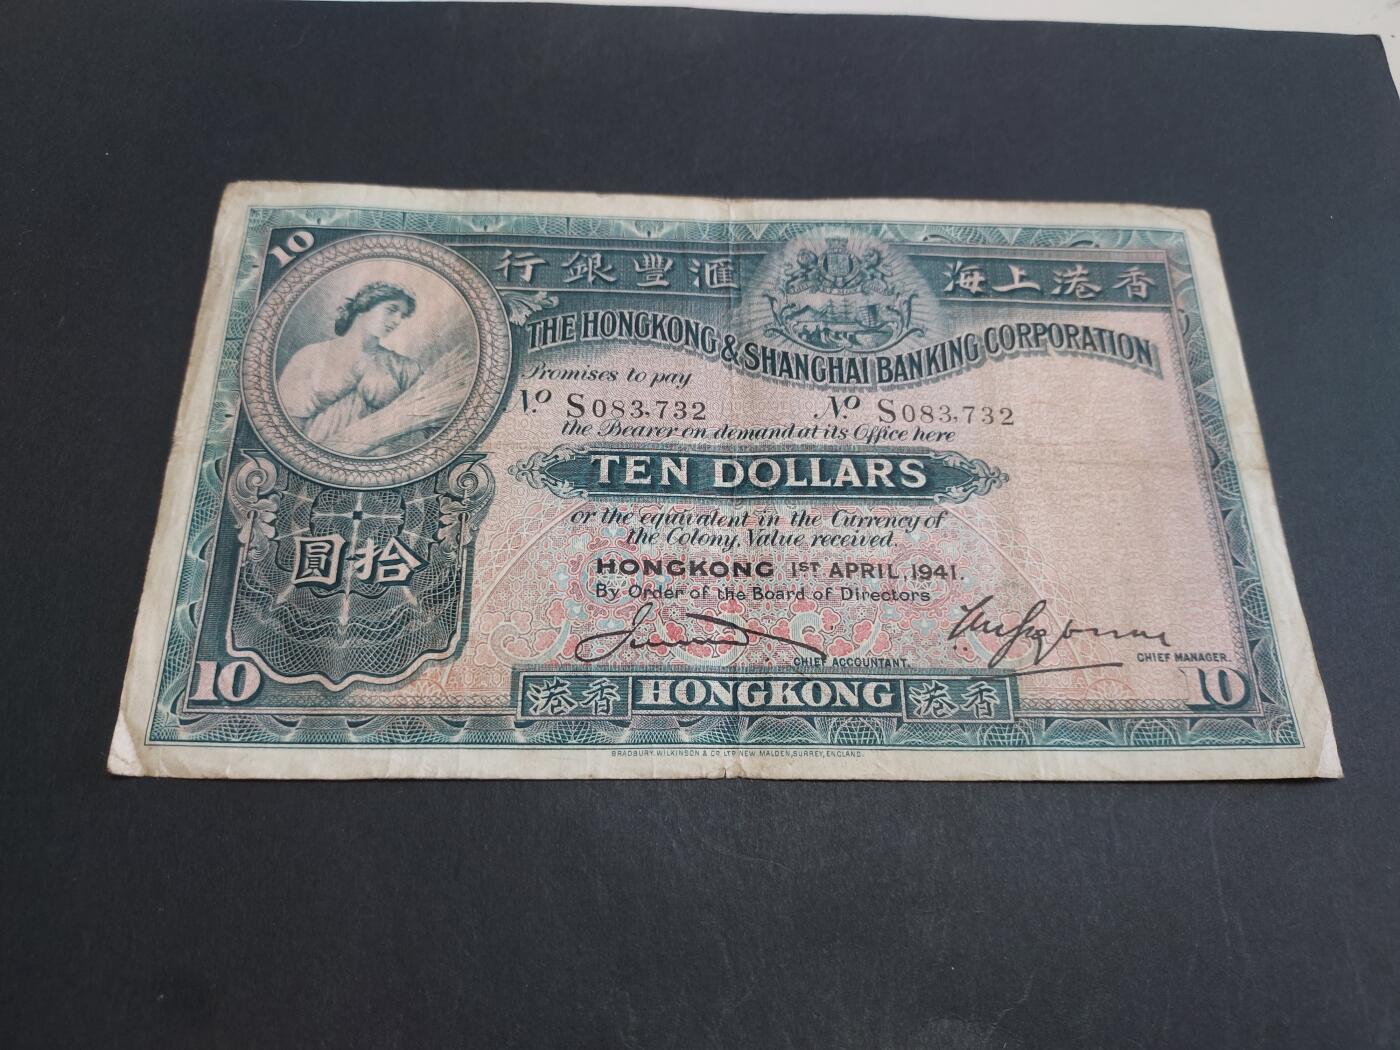 10
行銀豐滙 海上港香
THE HONGKONG & SHANGHAI BANKING CORPORATION
Promises to pay
No. S083,732 No. S083,732
the Bearer on demand at its Office here
TEN DOLLARS
or the equivalent in the Currency of
the Colony, Value received
圓拾
HONGKONG 1ST APRIL, 1941.
By Order of the Board of Directors
CHIEF ACCOUNTANT. CHIEF MANAGER.
10 港香 HONGKONG 港香 10
BRADBURY, WILKINSON & Co. LTD. NEW MALDEN, SURREY, ENGLAND.